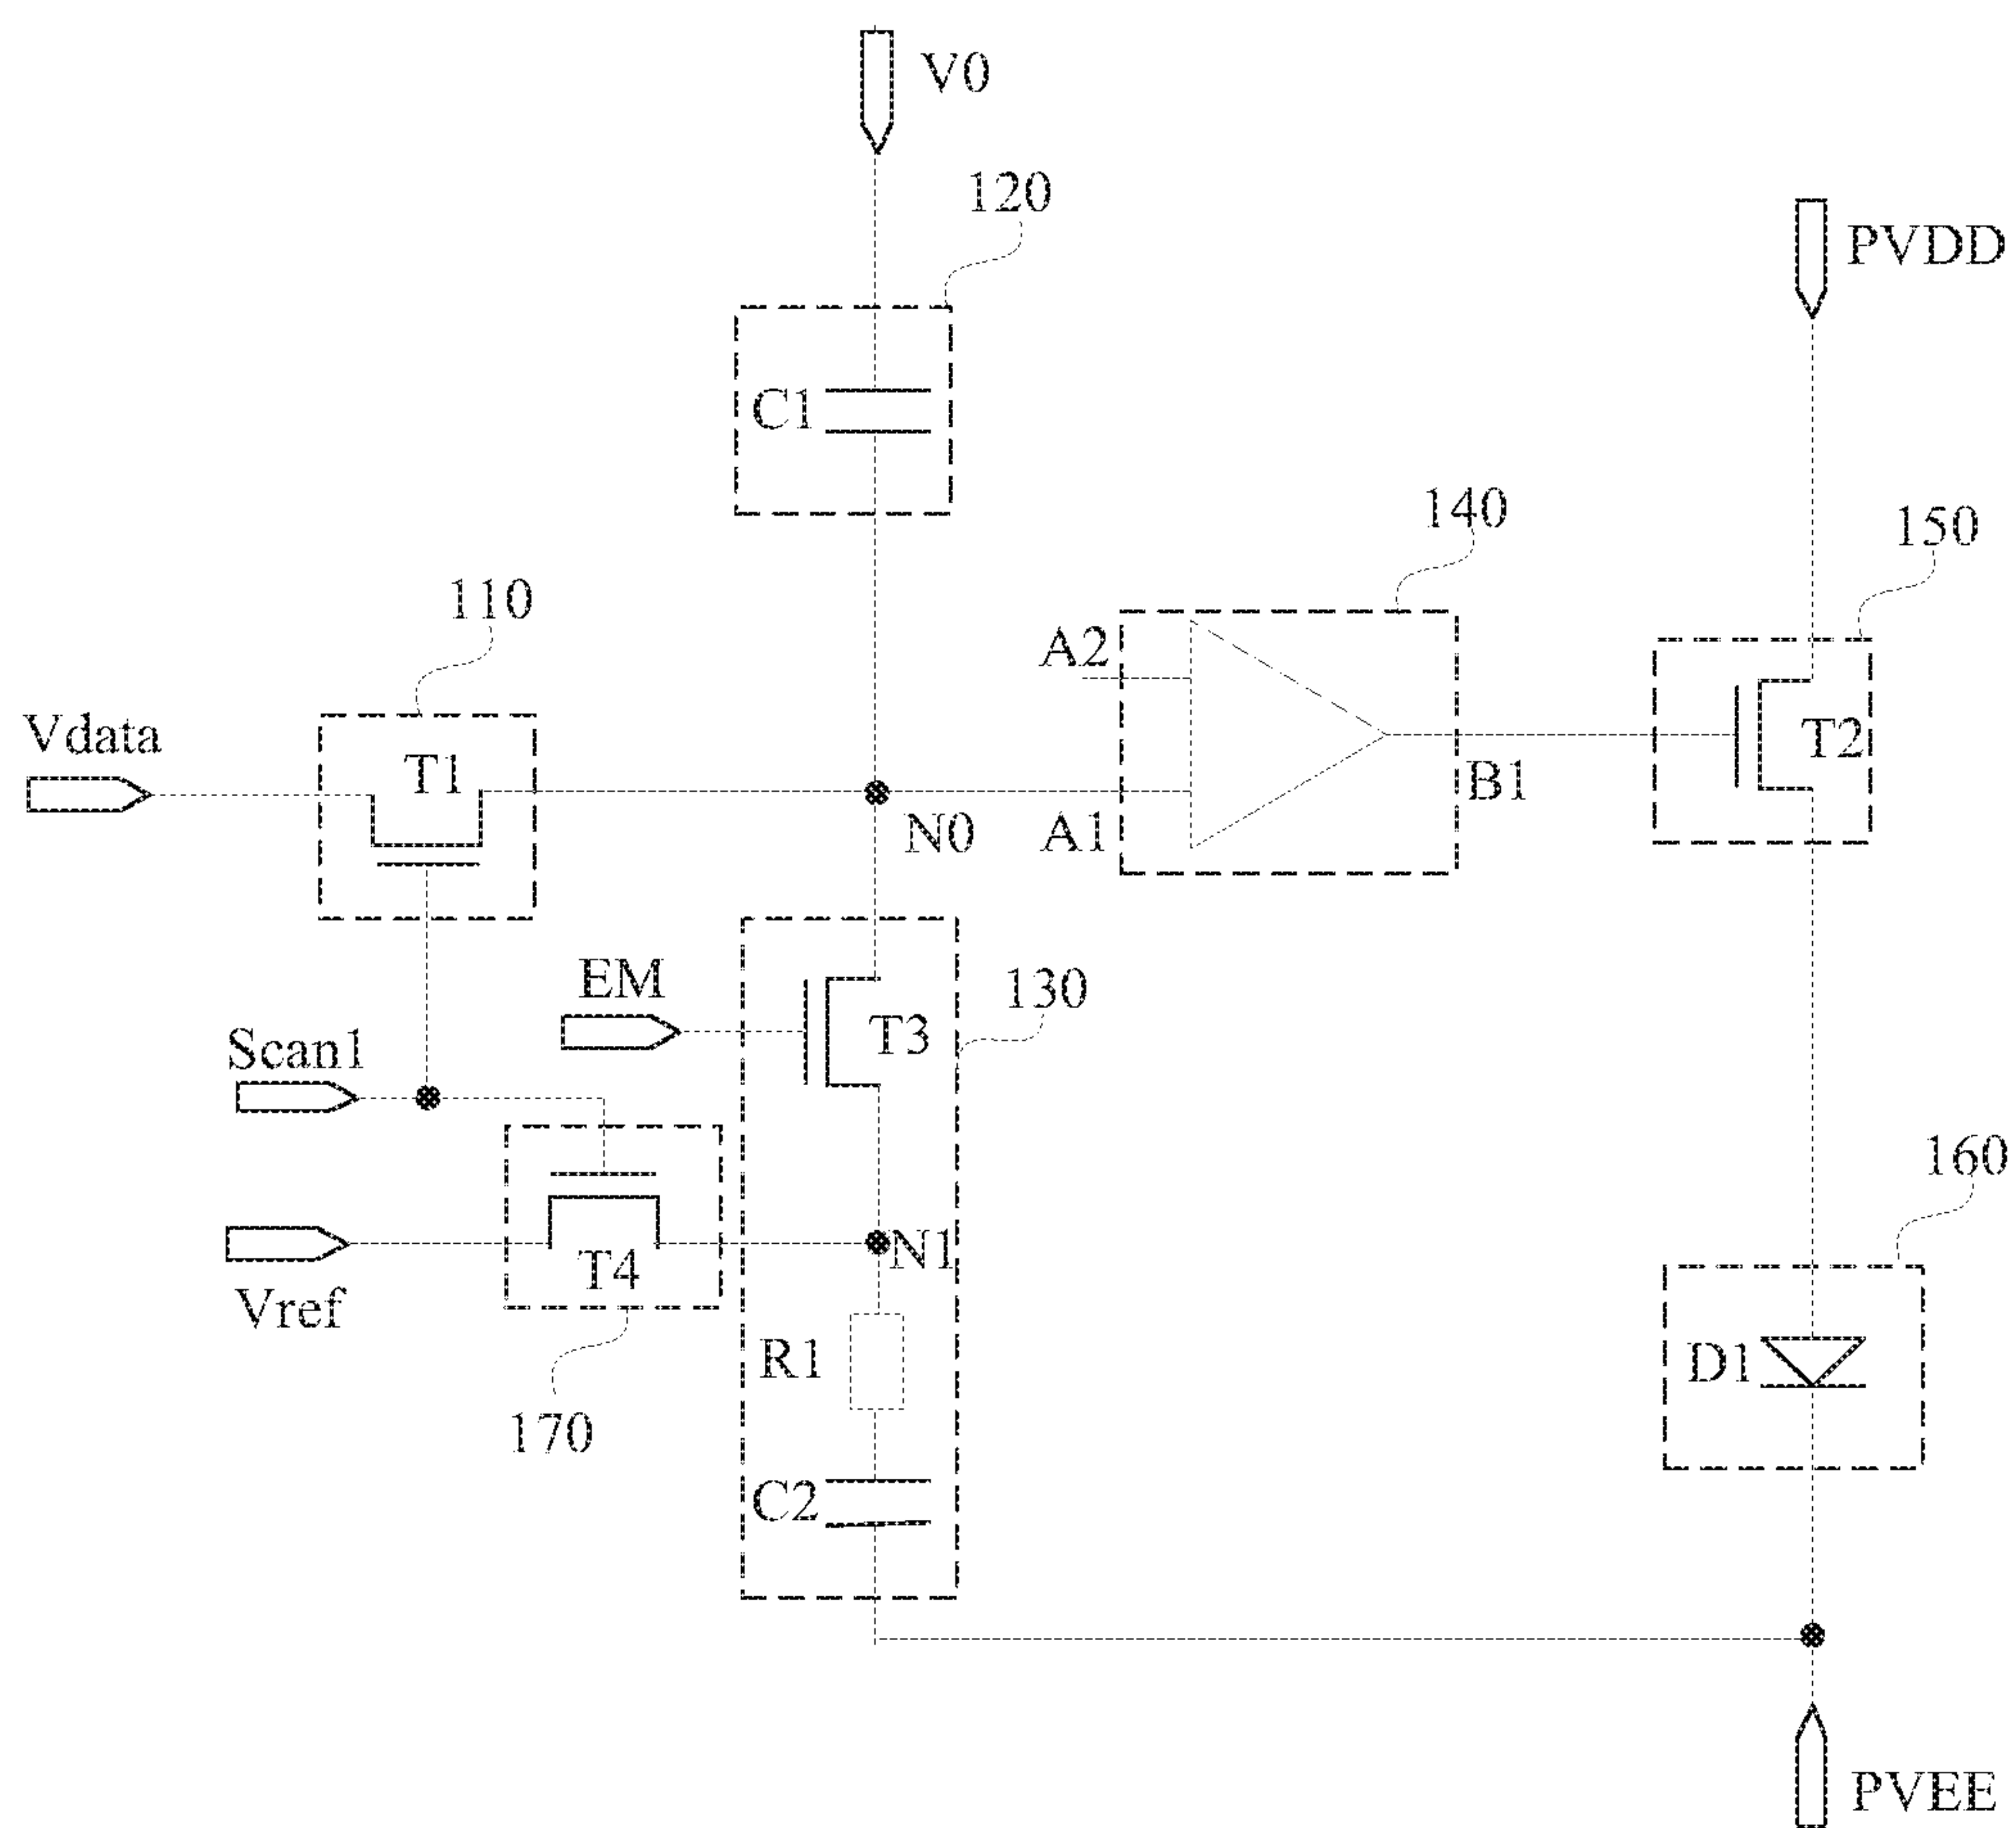 V0
120
PVDD
C1
140
150
110
A2
Vdata
T1
T2
B1
N0
A1
EM
130
T3
Scan1
160
N1
T4
Vref
R1
D1
170
C2
PVEE